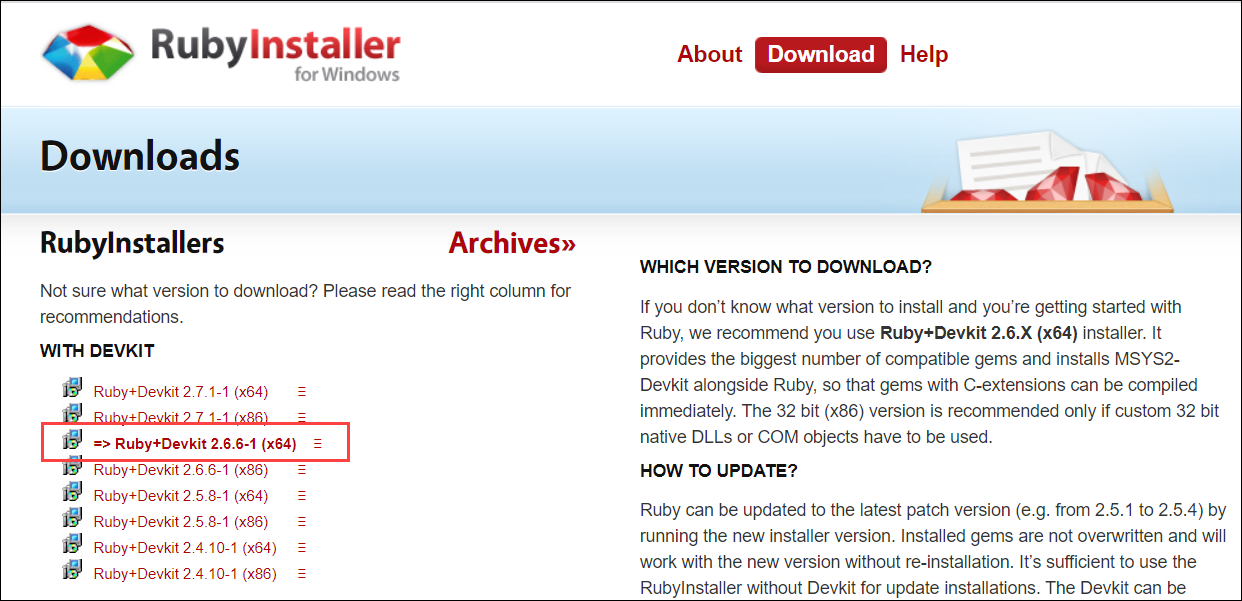 RubyInstaller
for Windows
About Download Help
Downloads
RubyInstallers
Archives»
Not sure what version to download? Please read the right column for
recommendations.
WITH DEVKIT
Ruby+Devkit 2.7.1-1 (x64)
Ruby+Devkit 2.7.1-1 (x86)
=> Ruby+Devkit 2.6.6-1 (x64)
Ruby+Devkit 2.6.6-1 (x86)
Ruby+Devkit 2.5.8-1 (x64)
Ruby+Devkit 2.5.8-1 (x86)
Ruby+Devkit 2.4.10-1 (x64)
Ruby+Devkit 2.4.10-1 (x86)
WHICH VERSION TO DOWNLOAD?
If you don’t know what version to install and you’re getting started with
Ruby, we recommend you use Ruby+Devkit 2.6.X (x64) installer. It
provides the biggest number of compatible gems and installs MSYS2-
Devkit alongside Ruby, so that gems with C-extensions can be compiled
immediately. The 32 bit (x86) version is recommended only if custom 32 bit
native DLLs or COM objects have to be used.
HOW TO UPDATE?
Ruby can be updated to the latest patch version (e.g. from 2.5.1 to 2.5.4) by
running the new installer version. Installed gems are not overwritten and will
work with the new version without re-installation. It’s sufficient to use the
RubyInstaller without Devkit for update installations. The Devkit can be